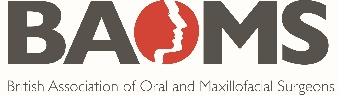 BAOMS
British Association of Oral and Maxillofacial Surgeons